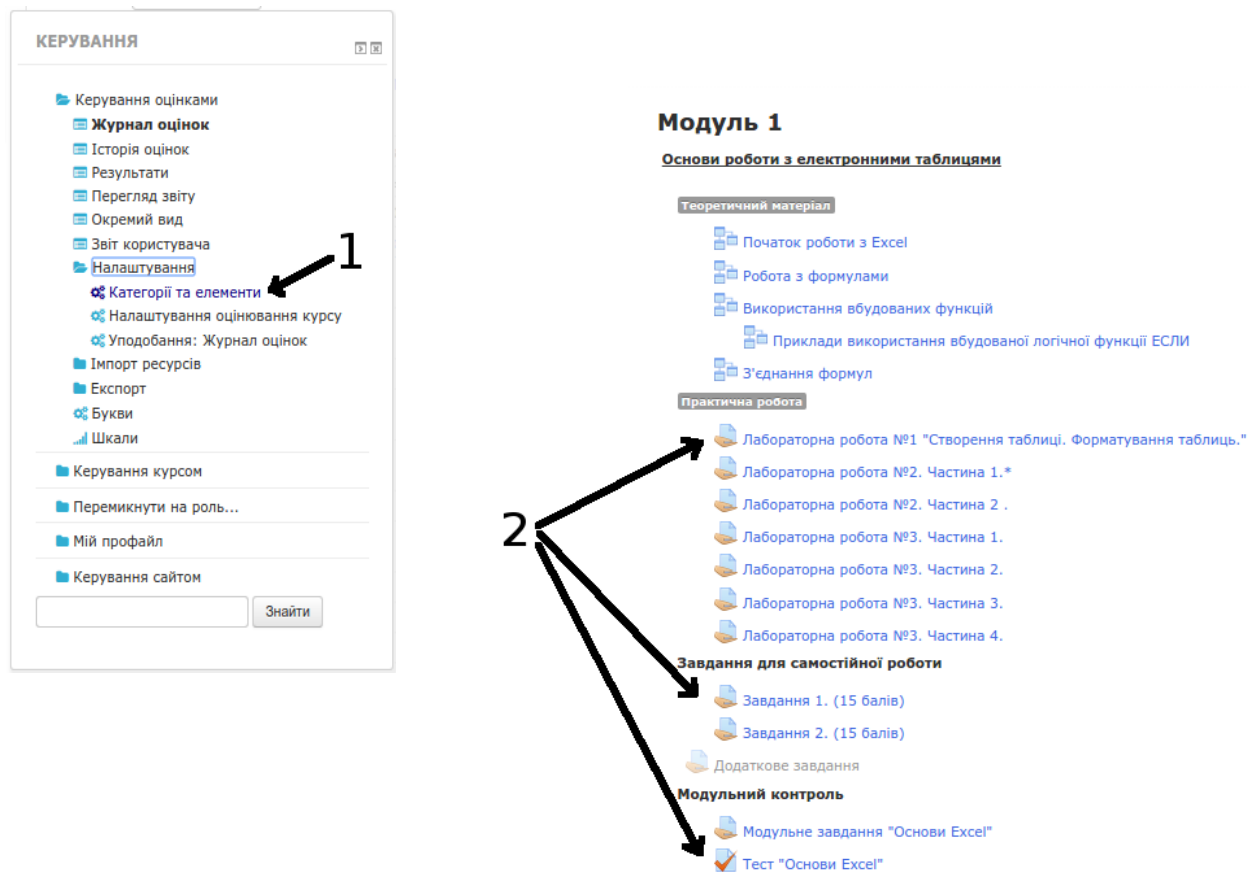 КЕРУВАННЯ
Керування оцінками
Журнал оцінок
Історія оцінок
Результати
Перегляд звіту
Окремий вид
Звіт користувача
Налаштування
Категорії та елементи
Налаштування оцінювання курсу
Уподобання: Журнал оцінок
Імпорт ресурсів
Експорт
Букви
Шкали
Керування курсом
Перемикнути на роль...
Мій профайл
Керування сайтом
Знайти
1
2
Модуль 1
Основи роботи з електронними таблицями
Теоретичний матеріал
Початок роботи з Excel
Робота з формулами
Використання вбудованих функцій
Приклади використання вбудованої логічної функції ЕСЛИ
З'єднання формул
Практична робота
Лабораторна робота №1 "Створення таблиці. Форматування таблиць."
Лабораторна робота №2. Частина 1.*
Лабораторна робота №2. Частина 2 .
Лабораторна робота №3. Частина 1.
Лабораторна робота №3. Частина 2.
Лабораторна робота №3. Частина 3.
Лабораторна робота №3. Частина 4.
Завдання для самостійної роботи
Завдання 1. (15 балів)
Завдання 2. (15 балів)
Додаткове завдання
Модульний контроль
Модульне завдання "Основи Excel"
Тест "Основи Excel"